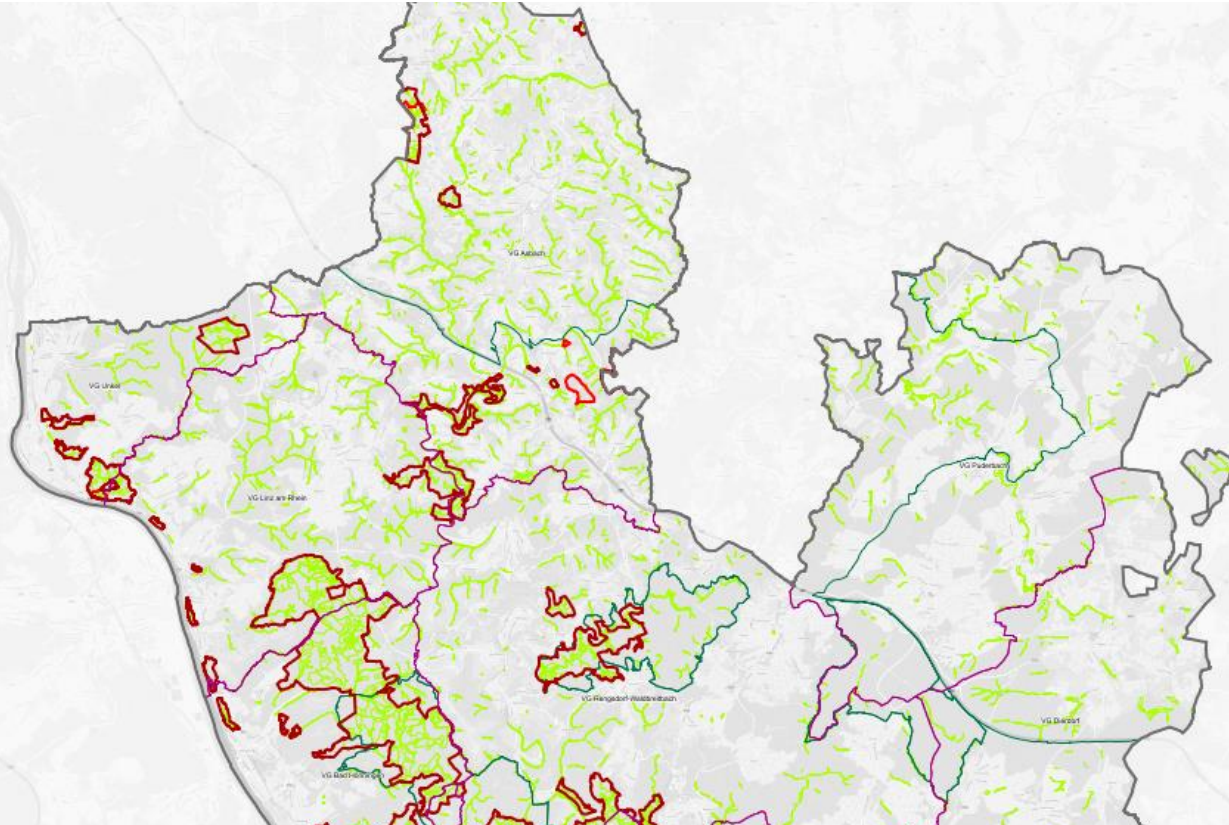 VG Asbach
VG Unkel
VG Puderbach
VG Linz am Rhein
VG Rengsdorf-Waldbreitbach
VG Dierdorf
VG Bad Hönningen